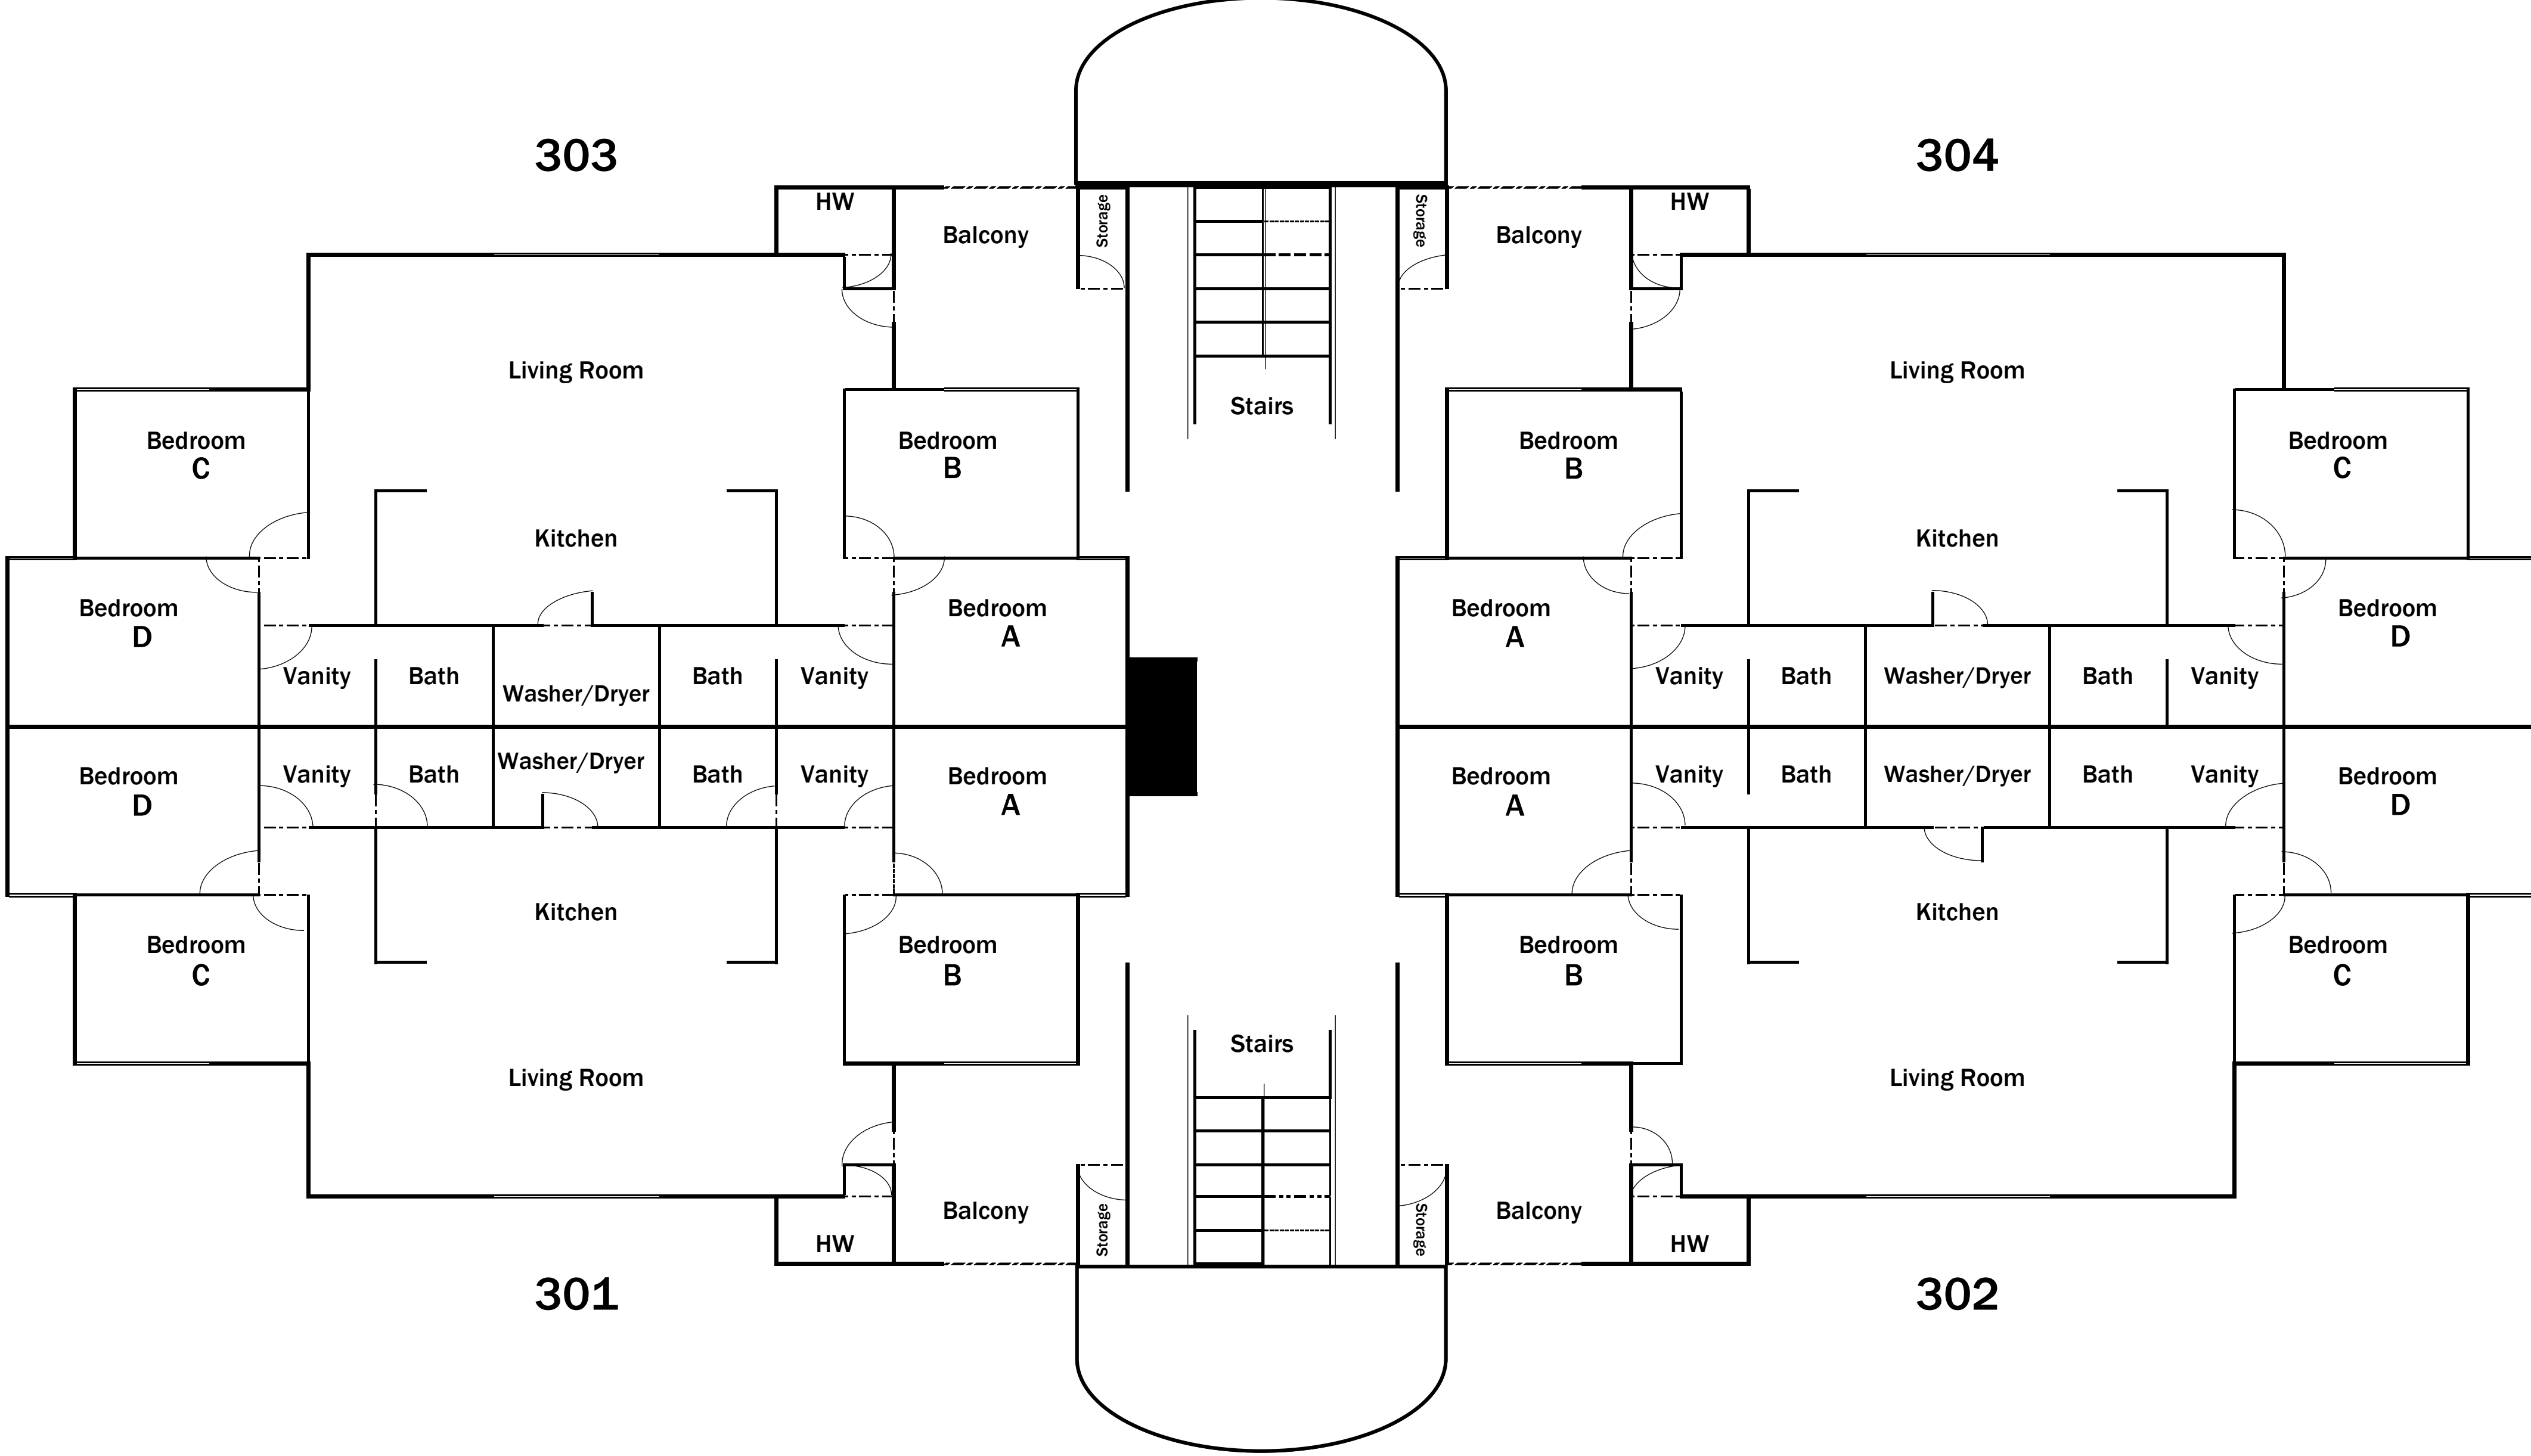 303
304
HW
Balcony
Storage
Storage
Balcony
HW
Living Room
Stairs
Living Room
Bedroom
C
Bedroom
B
Bedroom
B
Bedroom
C
Kitchen
Kitchen
Bedroom
D
Bedroom
A
Bedroom
A
Bedroom
D
Vanity
Bath
Washer/Dryer
Bath
Vanity
Vanity
Bath
Washer/Dryer
Bath
Vanity
Bedroom
D
Vanity
Bath
Washer/Dryer
Bath
Vanity
Bedroom
A
Bedroom
A
Vanity
Bath
Washer/Dryer
Bath
Vanity
Bedroom
D
Kitchen
Kitchen
Bedroom
C
Bedroom
B
Bedroom
B
Bedroom
C
Stairs
Living Room
Living Room
Balcony
Storage
Storage
Balcony
HW
HW
301
302